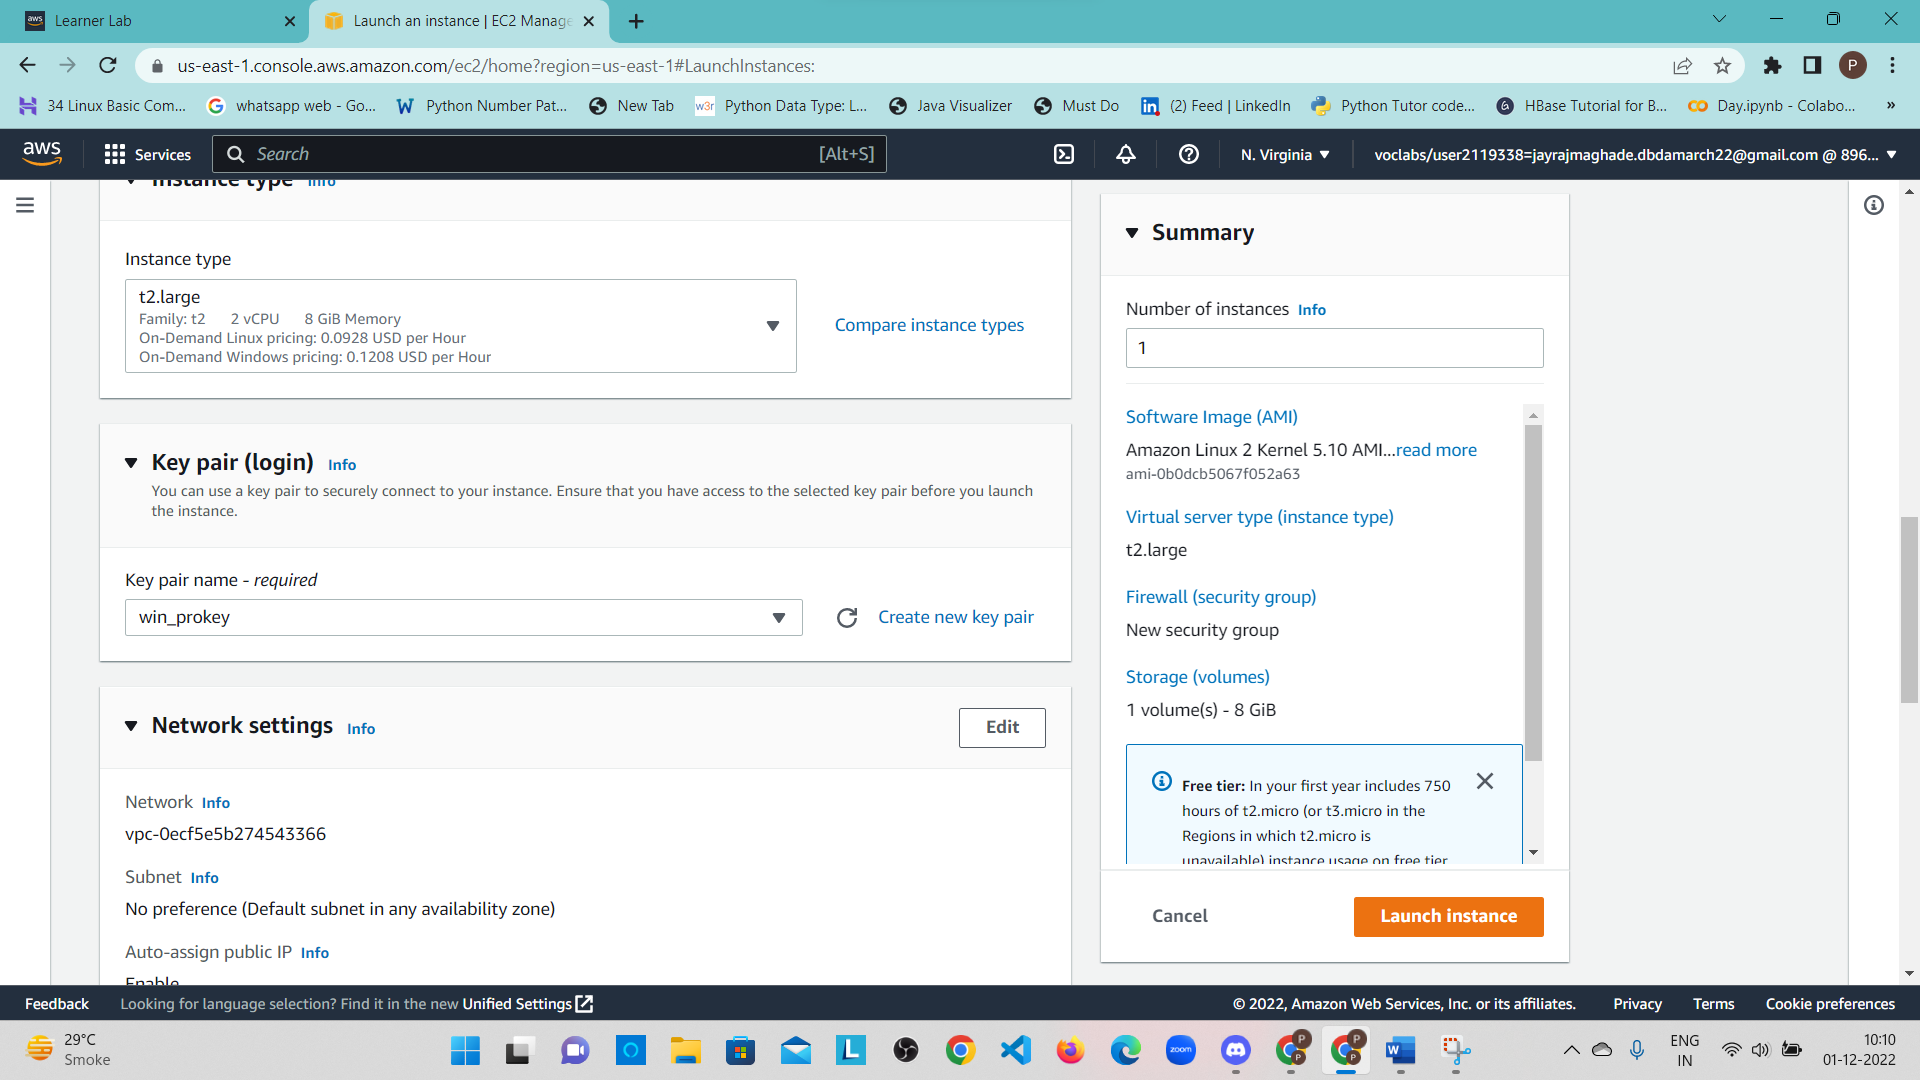 aws
Learner Lab
Launch an instance | EC2 Manage
us-east-1.console.aws.amazon.com/ec2/home?region=us-east-1#LaunchInstances:
P
34 Linux Basic Com...
whatsapp web - Go...
Python Number Pat...
New Tab
w3r
Python Data Type: L...
Java Visualizer
Must Do
(2) Feed | LinkedIn
Python Tutor code...
HBase Tutorial for B...
Day.ipynb - Colabo...
»
aws
Services
Search
[Alt+S]
N. Virginia
voclabs/user2119338=jayrajmaghade.dbdamarch22@gmail.com @ 896...
Instance type Info
Instance type
t2.large
Family: t2 2 vCPU 8 GiB Memory
On-Demand Linux pricing: 0.0928 USD per Hour
On-Demand Windows pricing: 0.1208 USD per Hour
Compare instance types
Key pair (login) Info
You can use a key pair to securely connect to your instance. Ensure that you have access to the selected key pair before you launch
the instance.
Key pair name - required
win_prokey
Create new key pair
Network settings Info
Edit
Network Info
vpc-0ecf5e5b274543366
Subnet Info
No preference (Default subnet in any availability zone)
Auto-assign public IP Info
Enable
Summary
Number of instances Info
1
Software Image (AMI)
Amazon Linux 2 Kernel 5.10 AMI...read more
ami-0b0dcb5067f052a63
Virtual server type (instance type)
t2.large
Firewall (security group)
New security group
Storage (volumes)
1 volume(s) - 8 GiB
Free tier: In your first year includes 750
hours of t2.micro (or t3.micro in the
Regions in which t2.micro is
unavailable) instance usage on free tier
Cancel
Launch instance
Feedback
Looking for language selection? Find it in the new Unified Settings
© 2022, Amazon Web Services, Inc. or its affiliates.
Privacy
Terms
Cookie preferences
29°C
Smoke
L
zoom
P
P
P
P
W
ENG
IN
10:10
01-12-2022